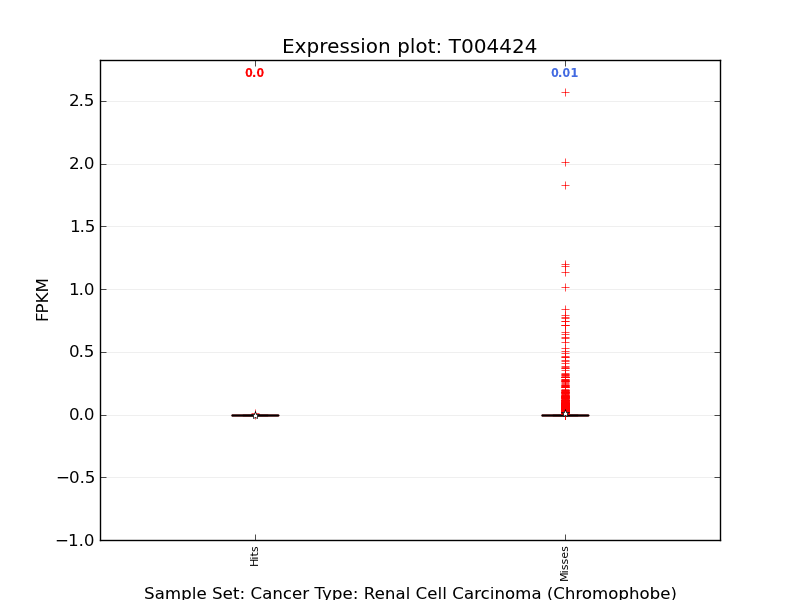 Expression plot: T004424
0.0
0.01
2.5
2.0
1.5
1.0
0.5
0.0
−0.5
−1.0
FPKM
Hits
Misses
Sample Set: Cancer Type: Renal Cell Carcinoma (Chromophobe)